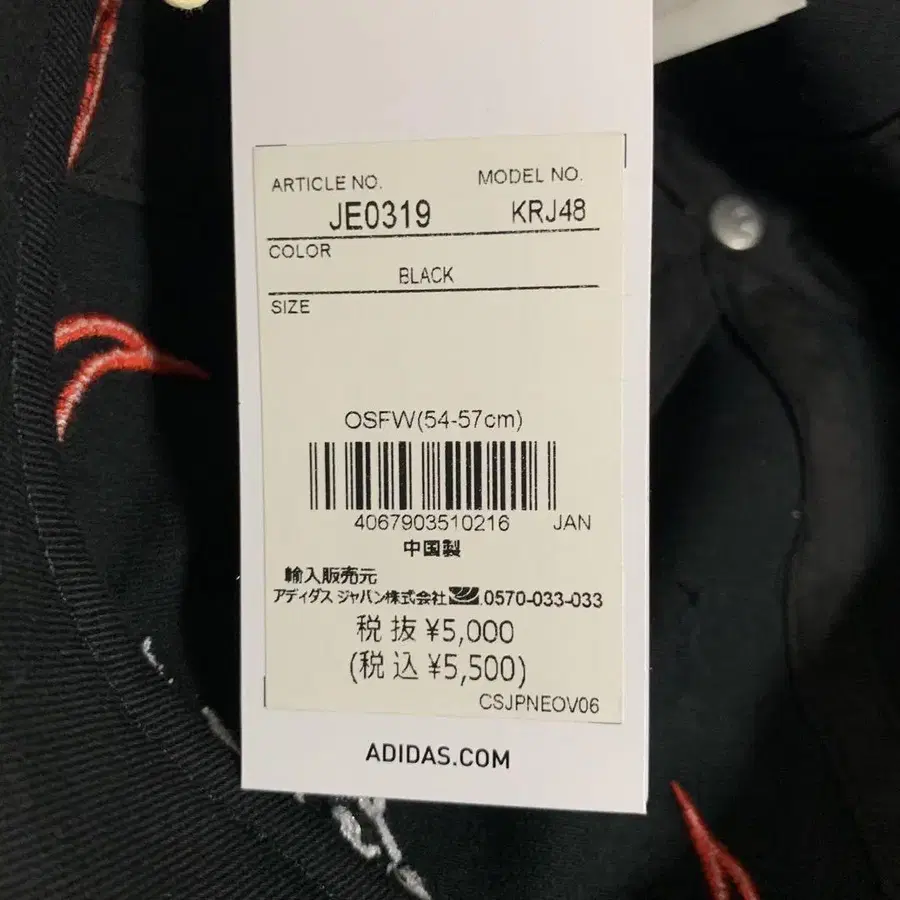 ARTICLE NO. MODEL NO.
JE0319 KRJ48
COLOR
BLACK
SIZE
OSFW(54-57cm)
4067903510216 JAN
中国製
輸入販売元
アディダス ジャパン株式会社 0570-033-033
税抜 ¥5,000
(税込 ¥5,500)
CSJPNEOV06
ADIDAS.COM